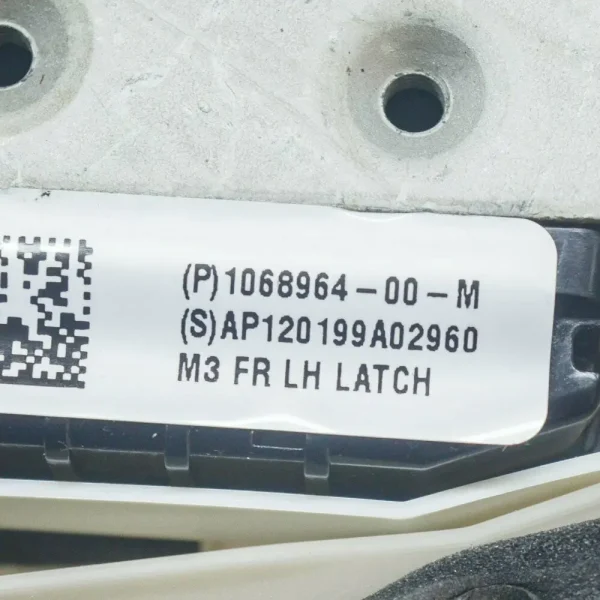 (P)1068964-00-M
(S)AP120199A02960
M3 FR LH LATCH